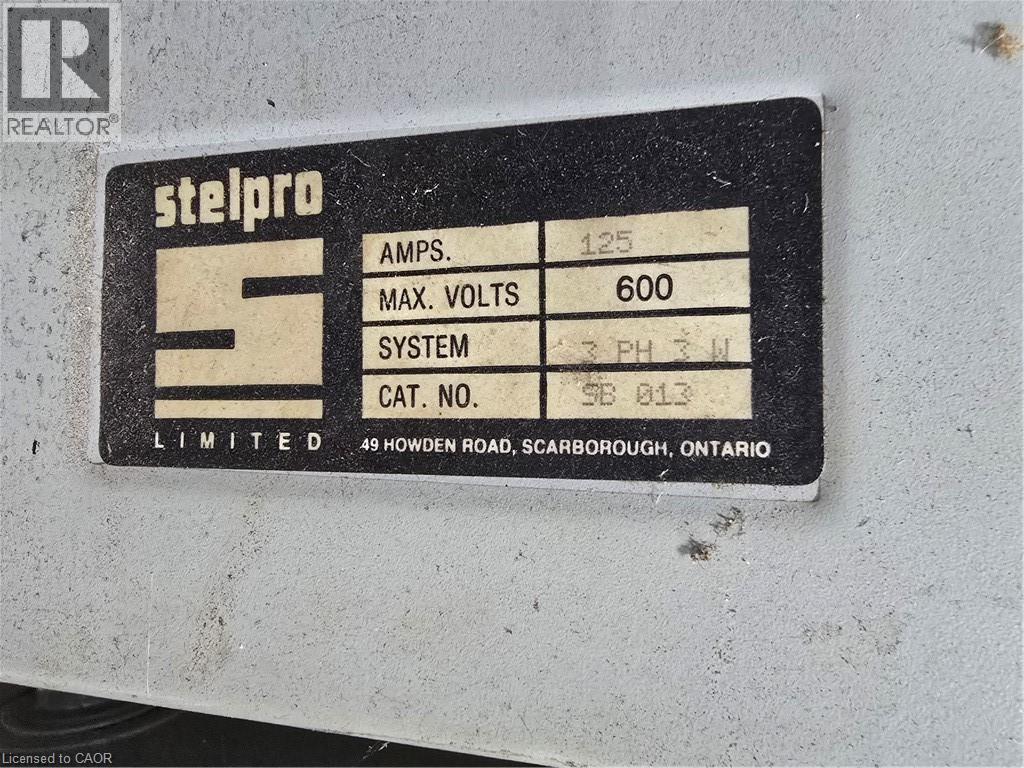 REALTOR®
stelpro
AMPS. 125
MAX. VOLTS 600
SYSTEM 3 PH 3 W
CAT. NO. SB 013
LIMITED 49 HOWDEN ROAD, SCARBOROUGH, ONTARIO
Licensed to CAOR